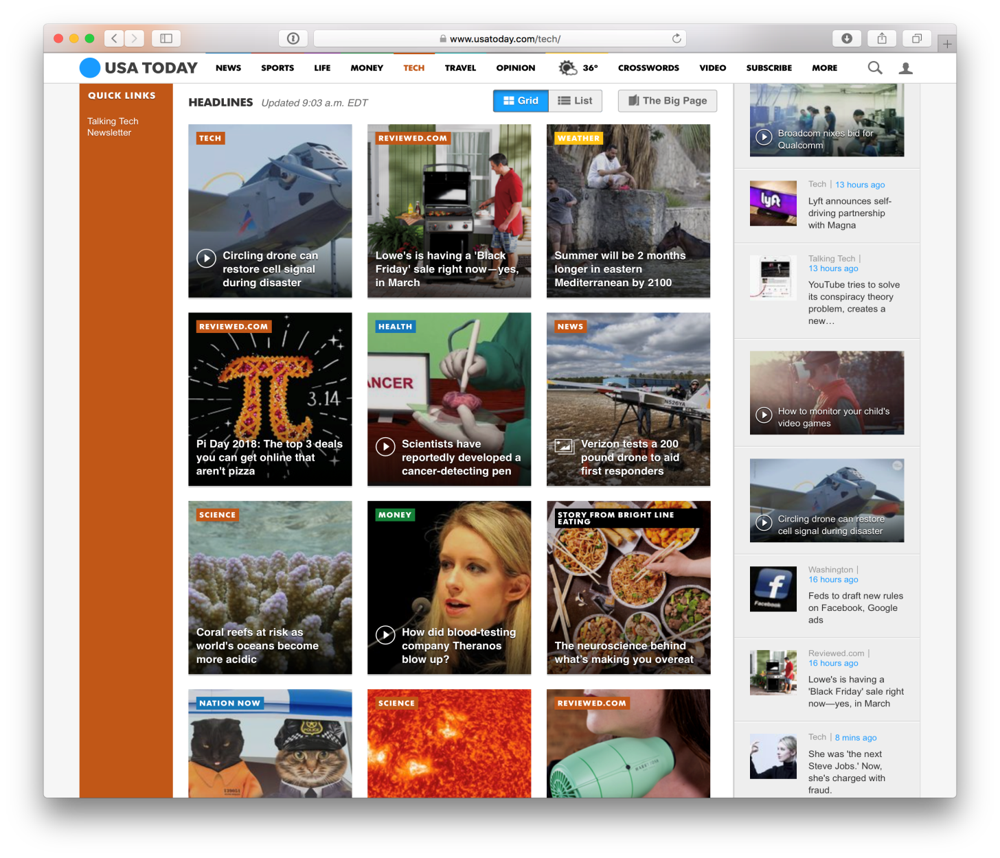 www.usatoday.com/tech/
USA TODAY
NEWS
SPORTS
LIFE
MONEY
TECH
TRAVEL
OPINION
36°
CROSSWORDS
VIDEO
SUBSCRIBE
MORE
QUICK LINKS
Talking Tech
Newsletter
HEADLINES Updated 9:03 a.m. EDT
Grid
List
The Big Page
TECH
Circling drone can
restore cell signal
during disaster
REVIEWED.COM
Lowe's is having a 'Black
Friday' sale right now—yes,
in March
WEATHER
Summer will be 2 months
longer in eastern
Mediterranean by 2100
REVIEWED.COM
3.14
Pi Day 2018: The top 3 deals
you can get online that
aren't pizza
HEALTH
ANCER
Scientists have
reportedly developed a
cancer-detecting pen
NEWS
N526YA
Verizon tests a 200
pound drone to aid
first responders
SCIENCE
Coral reefs at risk as
world's oceans become
more acidic
MONEY
How did blood-testing
company Theranos
blow up?
STORY FROM BRIGHT LINE
EATING
The neuroscience behind
what's making you overeat
NATION NOW
POLICE
SCIENCE
REVIEWED.COM
Broadcom nixes bid for
Qualcomm
lyft
Tech | 13 hours ago
Lyft announces self-
driving partnership
with Magna
Talking Tech |
13 hours ago
YouTube tries to solve
its conspiracy theory
problem, creates a
new…
How to monitor your child's
video games
Circling drone can restore
cell signal during disaster
f
Facebook
Washington |
16 hours ago
Feds to draft new rules
on Facebook, Google
ads
Reviewed.com |
16 hours ago
Lowe's is having a
'Black Friday' sale right
now—yes, in March
Tech | 8 mins ago
She was 'the next
Steve Jobs.' Now,
she's charged with
fraud.